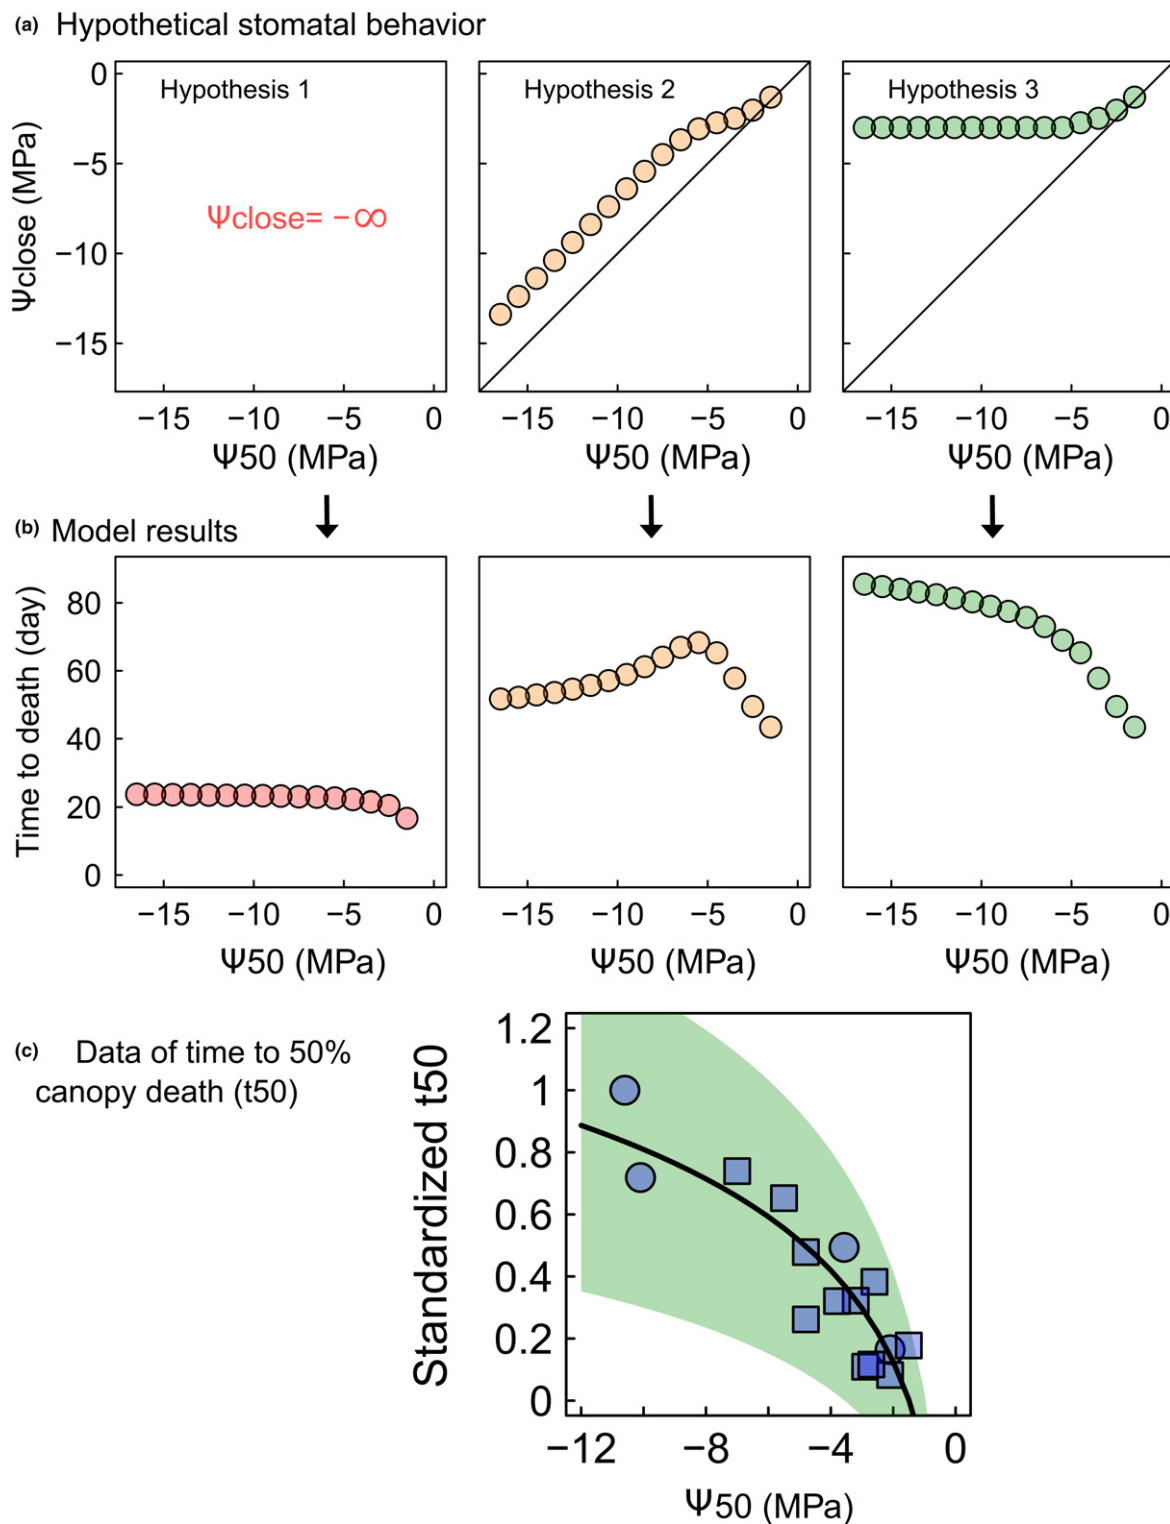 (a) Hypothetical stomatal behavior
Hypothesis 1
Hypothesis 2
Hypothesis 3
Ψclose (MPa)
0
−5
−10
−15
Ψclose= −∞
−15 −10 −5 0
−15 −10 −5 0
−15 −10 −5 0
Ψ50 (MPa)
Ψ50 (MPa)
Ψ50 (MPa)
(b) Model results
Time to death (day)
80
60
40
20
0
−15 −10 −5 0
−15 −10 −5 0
−15 −10 −5 0
Ψ50 (MPa)
Ψ50 (MPa)
Ψ50 (MPa)
(c) Data of time to 50%
canopy death (t50)
Standardized t50
1.2
1
0.8
0.6
0.4
0.2
0
−12 −8 −4 0
Ψ50 (MPa)